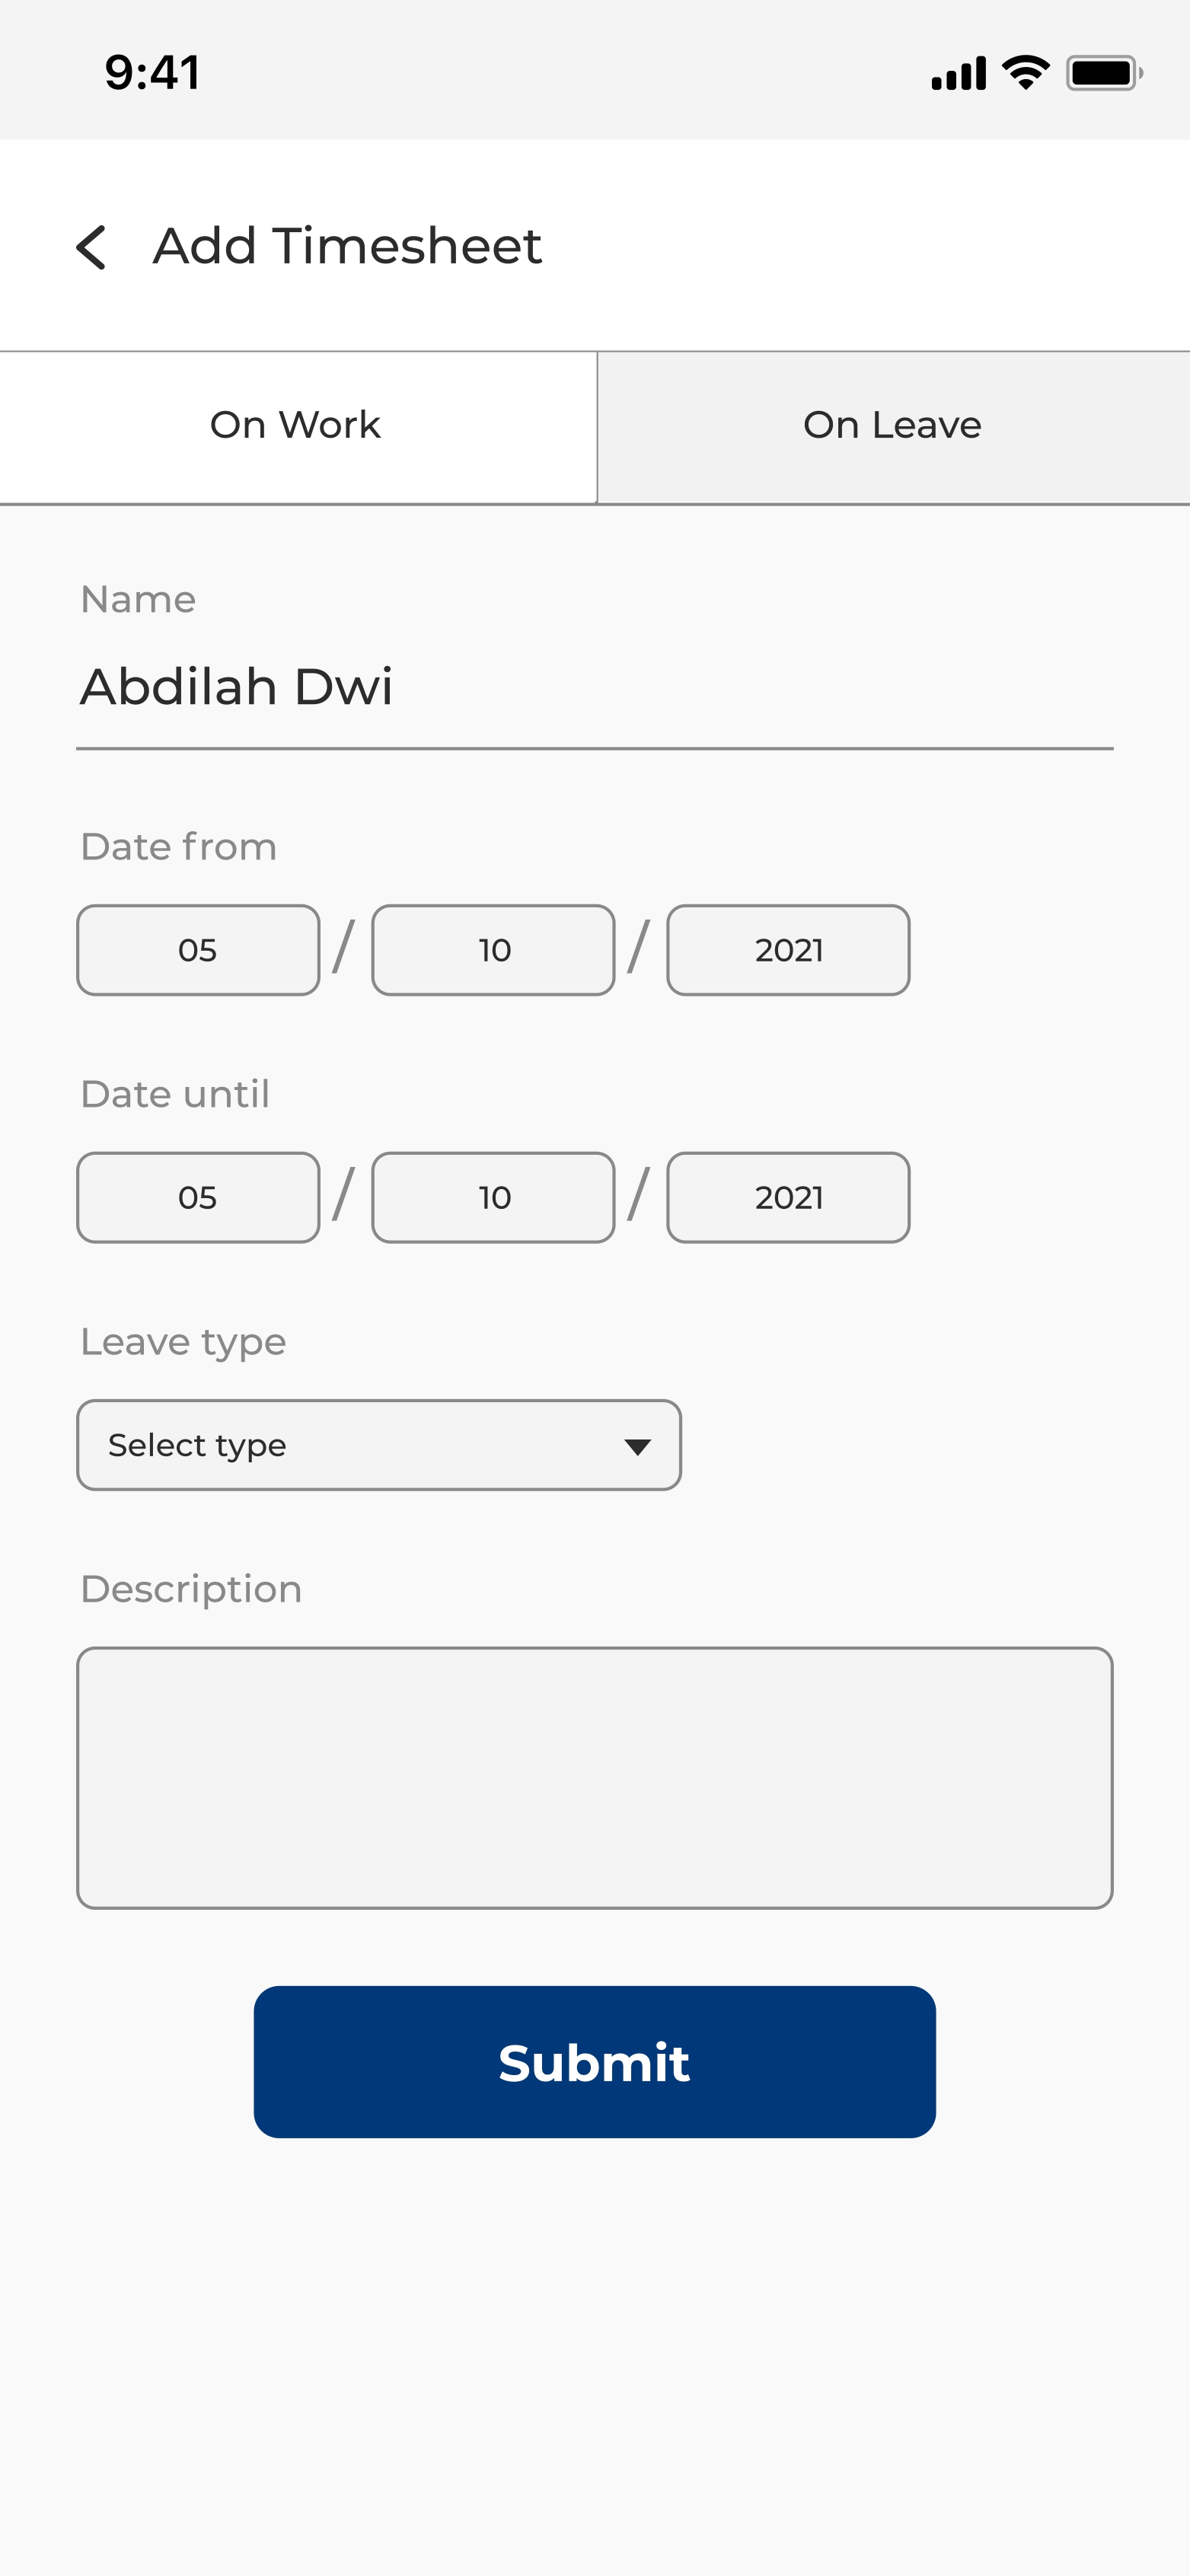 9:41
Add Timesheet
On Work On Leave
Name
Abdilah Dwi
Date from
05 / 10 / 2021
Date until
05 / 10 / 2021
Leave type
Select type
Description
Submit